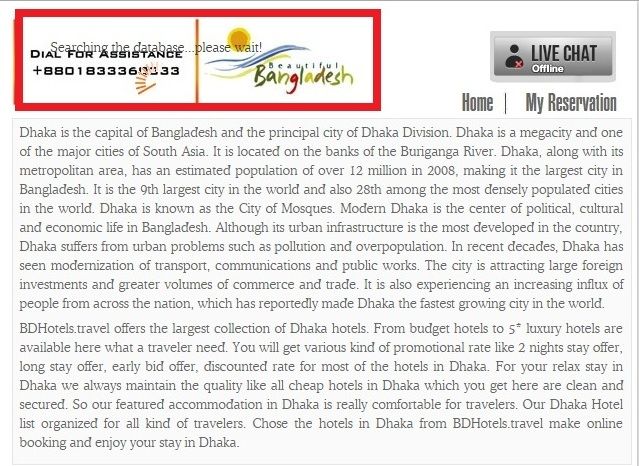 Searching the database...please wait!
DIAL FOR ASSISTANCE
Beautiful
Bangladesh
LIVE CHAT
Offline
Home | My Reservation
Dhaka is the capital of Bangladesh and the principal city of Dhaka Division. Dhaka is a megacity and one
of the major cities of South Asia. It is located on the banks of the Buriganga River. Dhaka, along with its
metropolitan area, has an estimated population of over 12 million in 2008, making it the largest city in
Bangladesh. It is the 9th largest city in the world and also 28th among the most densely populated cities
in the world. Dhaka is known as the City of Mosques. Modern Dhaka is the center of political, cultural
and economic life in Bangladesh. Although its urban infrastructure is the most developed in the country,
Dhaka suffers from urban problems such as pollution and overpopulation. In recent decades, Dhaka has
seen modernization of transport, communications and public works. The city is attracting large foreign
investments and greater volumes of commerce and trade. It is also experiencing an increasing influx of
people from across the nation, which has reportedly made Dhaka the fastest growing city in the world.
BDHotels.travel offers the largest collection of Dhaka hotels. From budget hotels to 5* luxury hotels are
available here what a traveler need. You will get various kind of promotional rate like 2 nights stay offer,
long stay offer, early bid offer, discounted rate for most of the hotels in Dhaka. For your relax stay in
Dhaka we always maintain the quality like all cheap hotels in Dhaka which you get here are clean and
secured. So our featured accommodation in Dhaka is really comfortable for travelers. Our Dhaka Hotel
list organized for all kind of travelers. Chose the hotels in Dhaka from BDHotels.travel make online
booking and enjoy your stay in Dhaka.